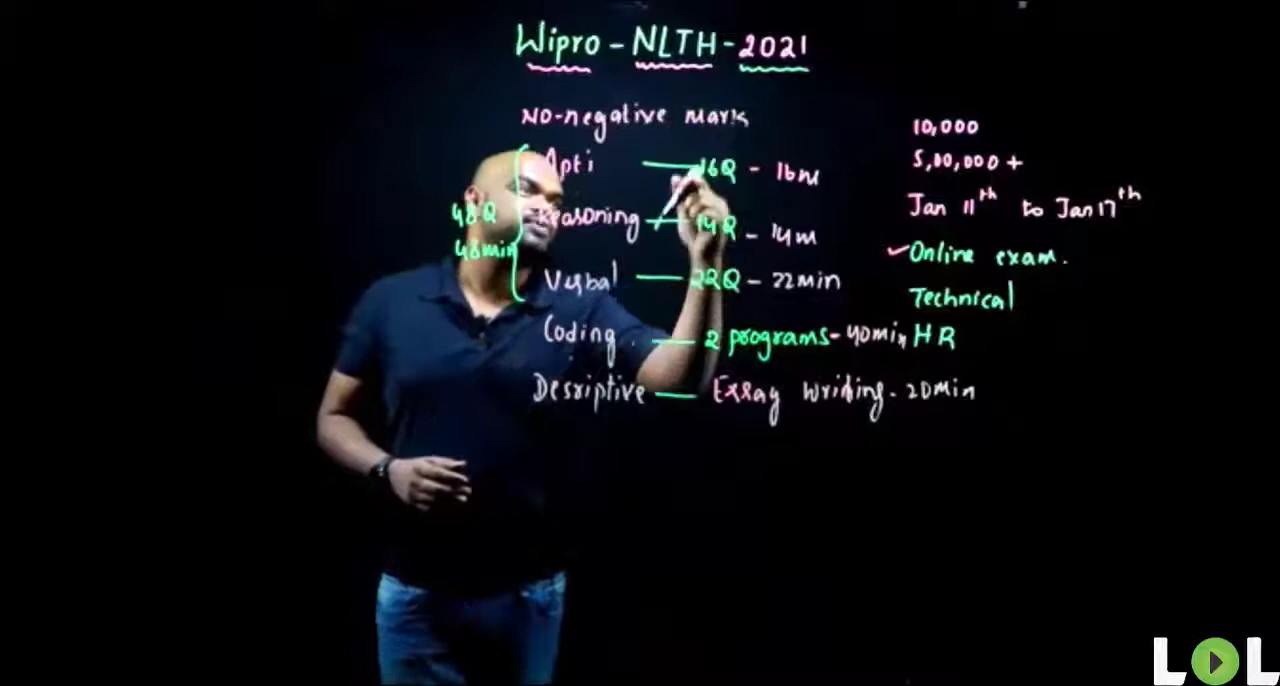 Wipro - NLTH - 2021
NO-negative mark
Apti — 16Q - 16m
Reasoning — 14Q - 14m
Verbal — 22Q - 22min
48Q
48min
Coding — 2 programs - 40min
Desriptive — Essay writing - 20min
10,000
5,00,000 +
Jan 11th to Jan 17th
Online exam.
Technical
HR
LOL